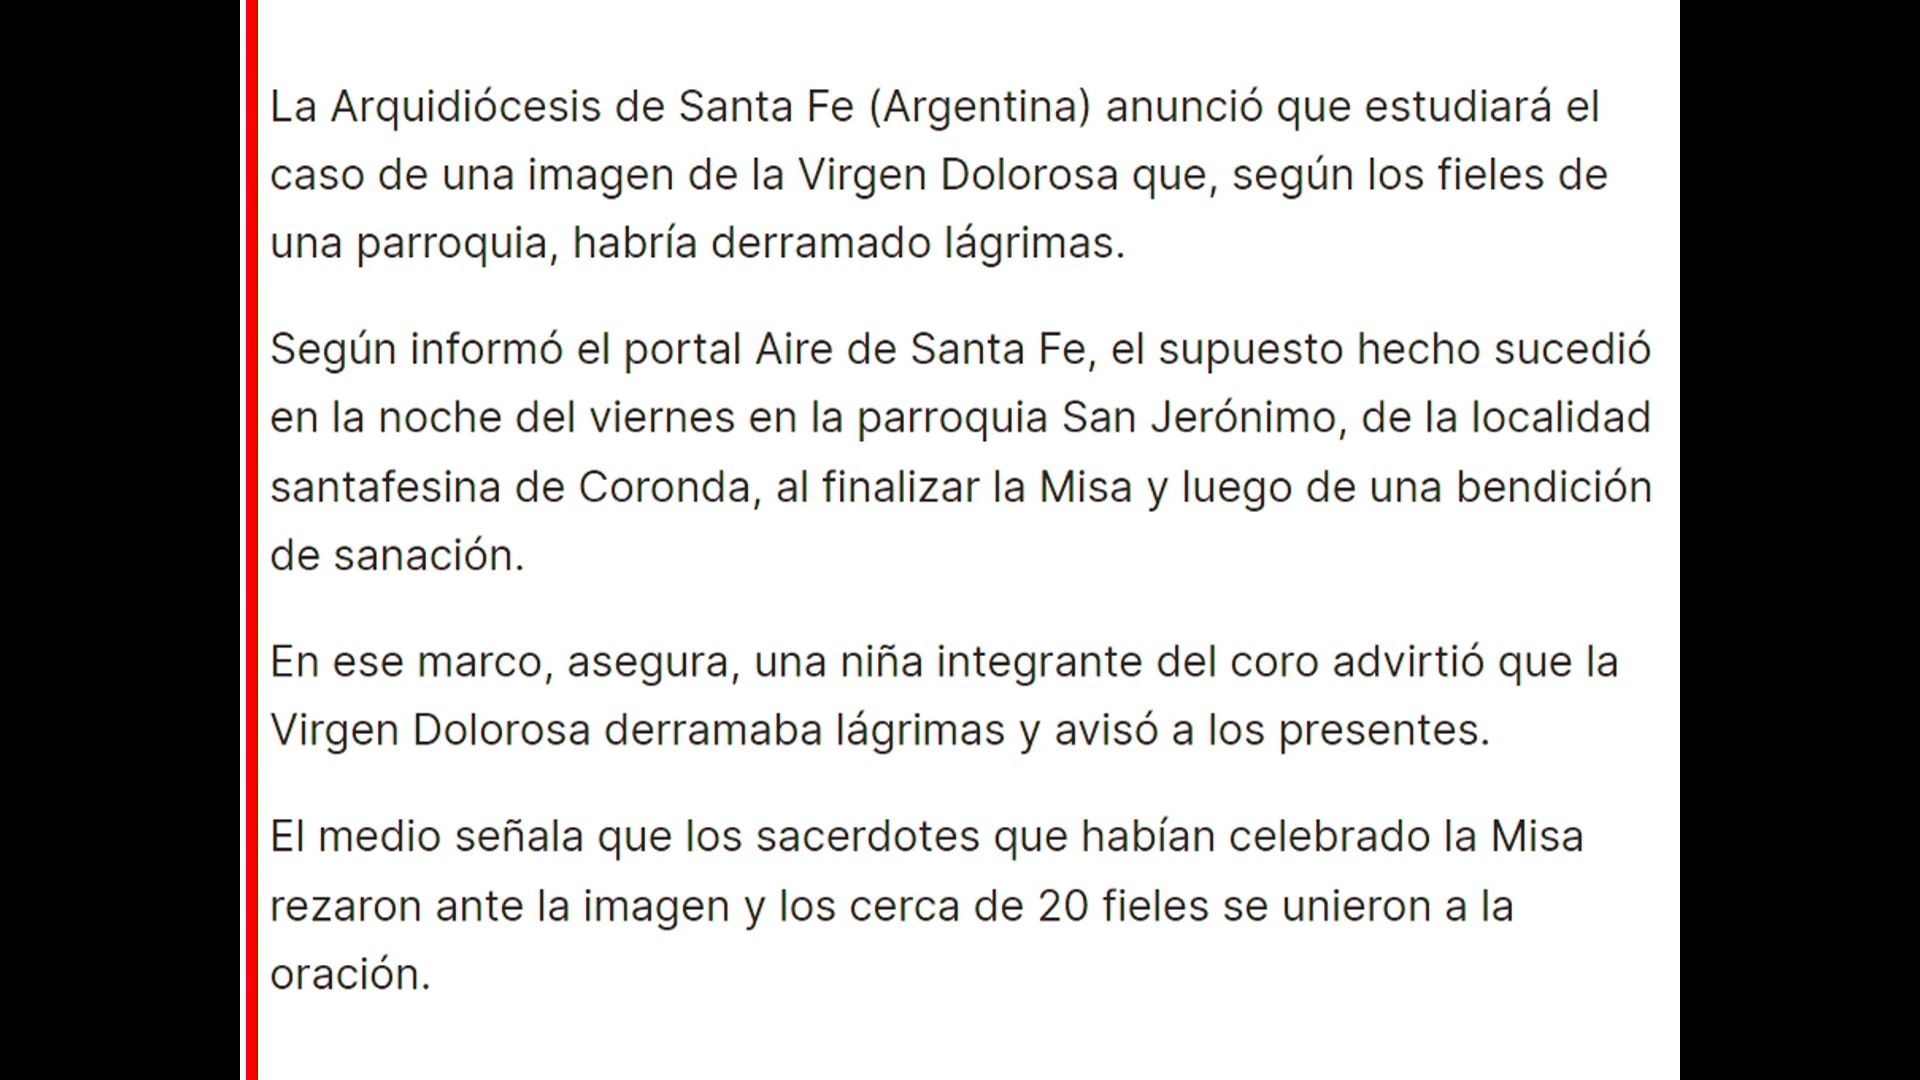 La Arquidiócesis de Santa Fe (Argentina) anunció que estudiará el
caso de una imagen de la Virgen Dolorosa que, según los fieles de
una parroquia, habría derramado lágrimas.
Según informó el portal Aire de Santa Fe, el supuesto hecho sucedió
en la noche del viernes en la parroquia San Jerónimo, de la localidad
santafesina de Coronda, al finalizar la Misa y luego de una bendición
de sanación.
En ese marco, asegura, una niña integrante del coro advirtió que la
Virgen Dolorosa derramaba lágrimas y avisó a los presentes.
El medio señala que los sacerdotes que habían celebrado la Misa
rezaron ante la imagen y los cerca de 20 fieles se unieron a la
oración.